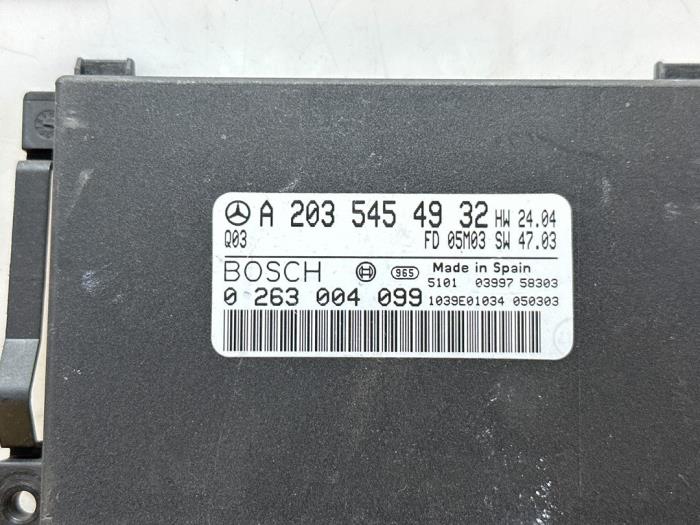 A 203 545 49 32 HW 24.04
Q03 FD 05M03 SW 47.03
BOSCH 965 Made in Spain
5101 03997 58303
0 263 004 099 1039E01034 050303